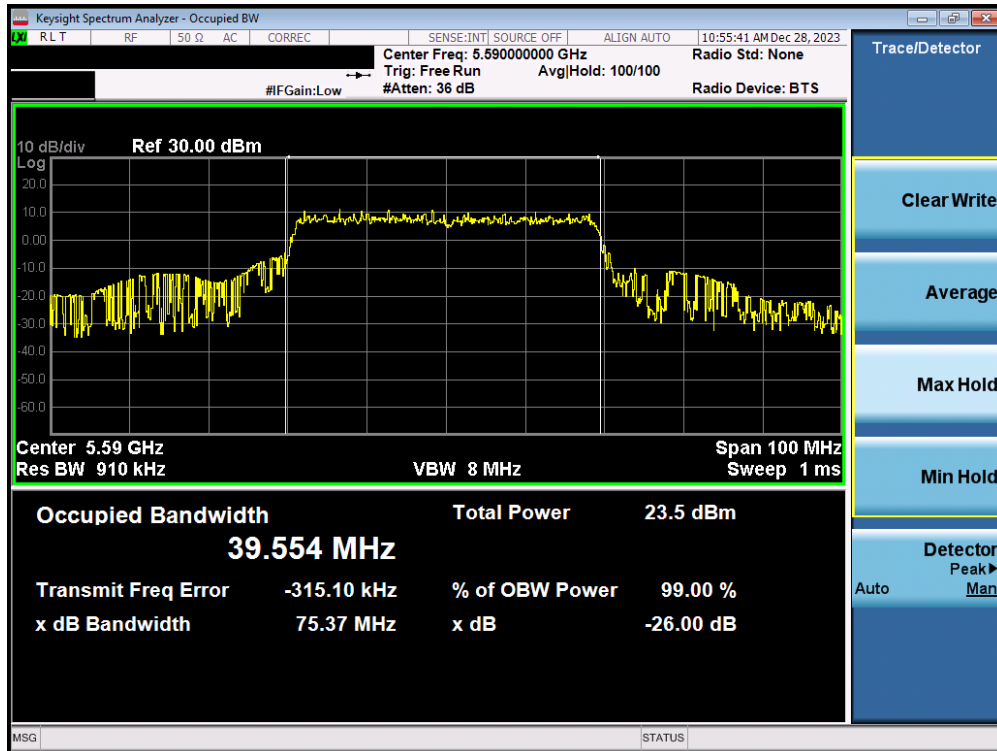 Keysight Spectrum Analyzer - Occupied BW
LXI RLT RF 50 Ω AC CORREC SENSE:INT SOURCE OFF ALIGN AUTO 10:55:41 AM Dec 28, 2023
Center Freq: 5.590000000 GHz Radio Std: None
Trig: Free Run Avg|Hold: 100/100
#IFGain:Low #Atten: 36 dB Radio Device: BTS
Trace/Detector
10 dB/div Ref 30.00 dBm
Log
20.0
10.0
0.00
-10.0
-20.0
-30.0
-40.0
-50.0
-60.0
Center 5.59 GHz Span 100 MHz
Res BW 910 kHz VBW 8 MHz Sweep 1 ms
Occupied Bandwidth Total Power 23.5 dBm
39.554 MHz
Transmit Freq Error -315.10 kHz % of OBW Power 99.00 %
x dB Bandwidth 75.37 MHz x dB -26.00 dB
Clear Write
Average
Max Hold
Min Hold
Detector
Peak▶
Auto Man
MSG STATUS